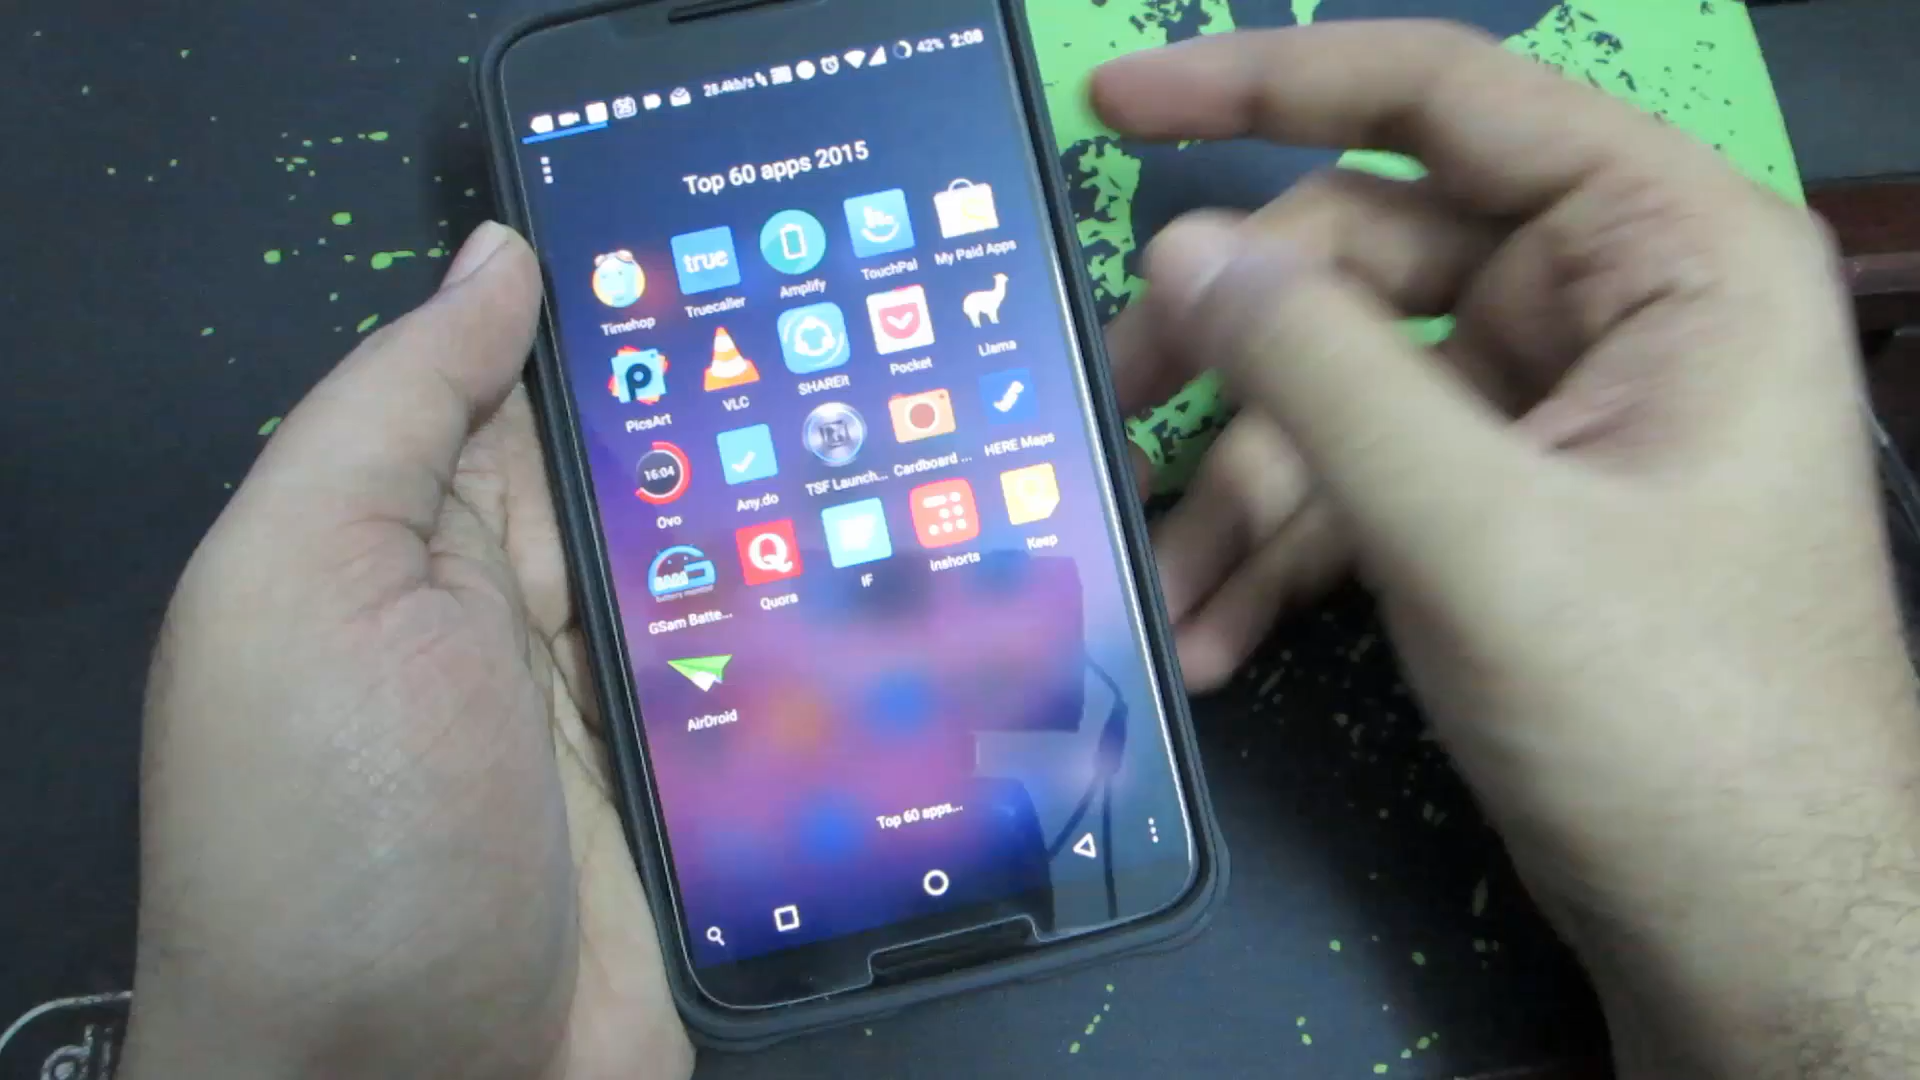 28.4kb/s 42% 2:08
Top 60 apps 2015
Timehop
true
Truecaller
Amplify
TouchPal
My Paid Apps
PicsArt
VLC
SHAREit
Pocket
Llama
16:04
Ovo
Any.do
TSF Launch...
Cardboard ...
HERE Maps
GSam Batte...
Q
Quora
IF
Inshorts
Keep
AirDroid
Top 60 apps...